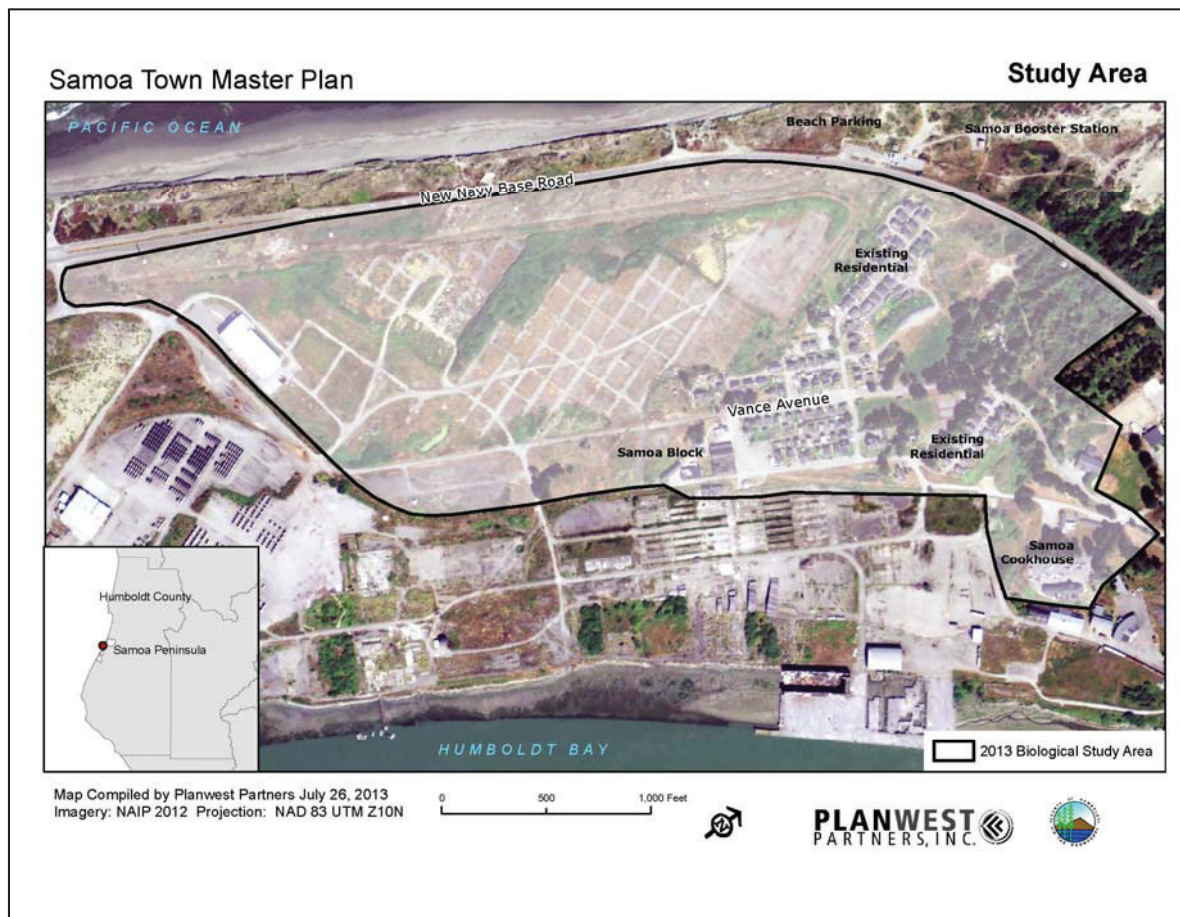 Samoa Town Master Plan
Study Area
PACIFIC OCEAN
Beach Parking
Samoa Booster Station
New Navy Base Road
Existing
Residential
Vance Avenue
Samoa Block
Existing
Residential
Samoa
Cookhouse
Humboldt County
Samoa Peninsula
HUMBOLDT BAY
2013 Biological Study Area
Map Compiled by Planwest Partners July 26, 2013
Imagery: NAIP 2012 Projection: NAD 83 UTM Z10N
0 500 1,000 Feet
N
PLANWEST
PARTNERS, INC.